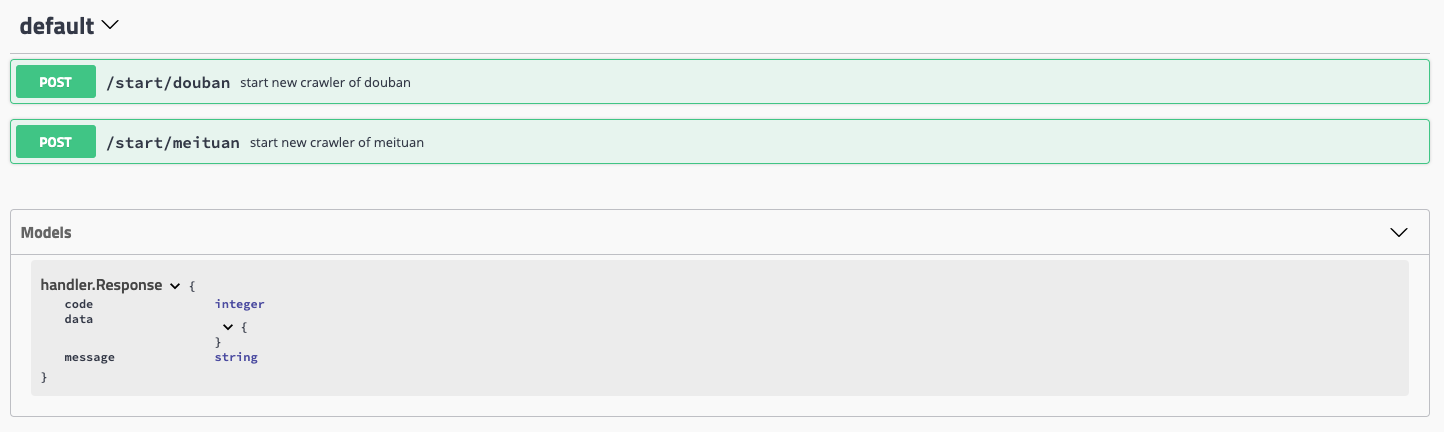 default
POST /start/douban start new crawler of douban
POST /start/meituan start new crawler of meituan
Models
handler.Response {
code integer
data
{
}
message string
}